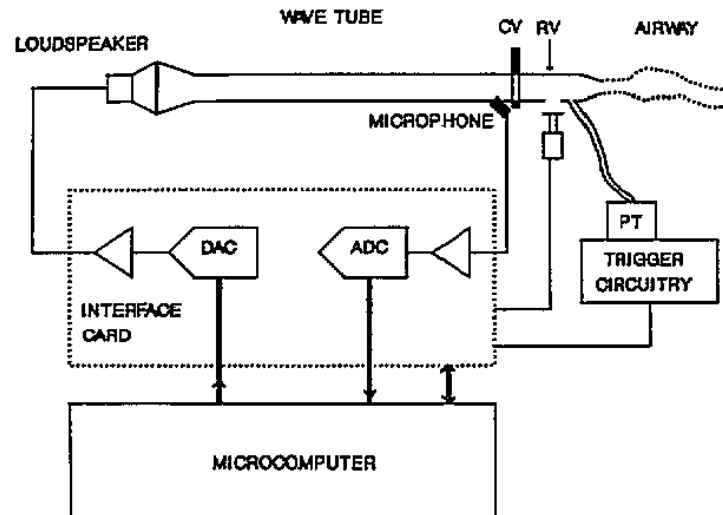 WAVE TUBE
CV
RV
AIRWAY
LOUDSPEAKER
MICROPHONE
DAC
ADC
PT
TRIGGER
CIRCUITRY
INTERFACE
CARD
MICROCOMPUTER